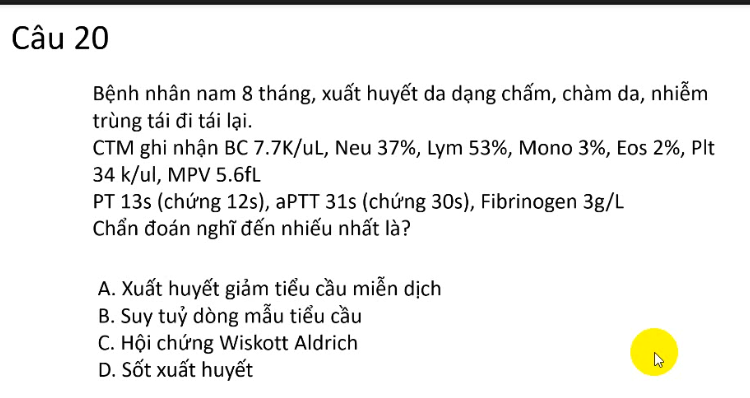 Câu 20
Bệnh nhân nam 8 tháng, xuất huyết da dạng chấm, chàm da, nhiễm
trùng tái đi tái lại.
CTM ghi nhận BC 7.7K/uL, Neu 37%, Lym 53%, Mono 3%, Eos 2%, Plt
34 k/ul, MPV 5.6fL
PT 13s (chứng 12s), aPTT 31s (chứng 30s), Fibrinogen 3g/L
Chẩn đoán nghĩ đến nhiếu nhất là?
A. Xuất huyết giảm tiểu cầu miễn dịch
B. Suy tuỷ dòng mẫu tiểu cầu
C. Hội chứng Wiskott Aldrich
D. Sốt xuất huyết